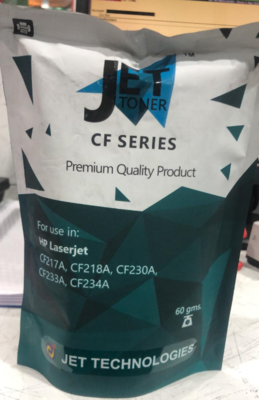 JET
TONER
CF SERIES
Premium Quality Product
For use in:
HP Laserjet
CF217A, CF218A, CF230A,
CF233A, CF234A
60 gms.
JET TECHNOLOGIES